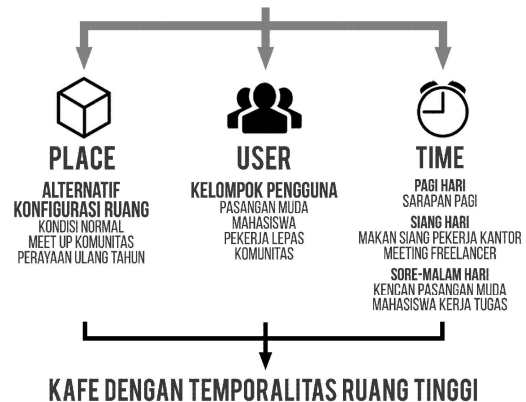 PLACE
ALTERNATIF
KONFIGURASI RUANG
KONDISI NORMAL
MEET UP KOMUNITAS
PERAYAAN ULANG TAHUN
USER
KELOMPOK PENGGUNA
PASANGAN MUDA
MAHASISWA
PEKERJA LEPAS
KOMUNITAS
TIME
PAGI HARI
SARAPAN PAGI
SIANG HARI
MAKAN SIANG PEKERJA KANTOR
MEETING FREELANCER
SORE-MALAM HARI
KENCAN PASANGAN MUDA
MAHASISWA KERJA TUGAS
KAFE DENGAN TEMPORALITAS RUANG TINGGI